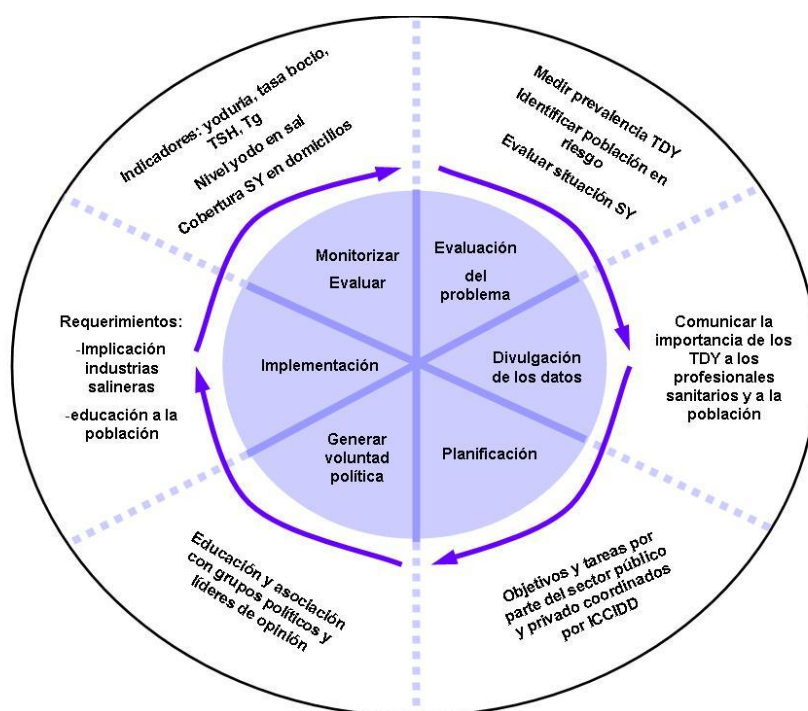 Indicadores: yoduria, tasa bocio,
TSH, Tg
Nivel yodo en sal
Cobertura SY en domicilios
Medir prevalencia TDY
Identificar población en
riesgo
Evaluar situación SY
Monitorizar
Evaluar
Evaluación
del
problema
Requerimientos:
-Implicación
industrias
salineras
-educación a la
población
Implementación
Divulgación
de los datos
Comunicar la
importancia de los
TDY a los
profesionales
sanitarios y a la
población
Generar
voluntad
política
Planificación
Educación y asociación
con grupos políticos y
líderes de opinión
Objetivos y tareas por
parte del sector público
y privado coordinados
por ICCIDD